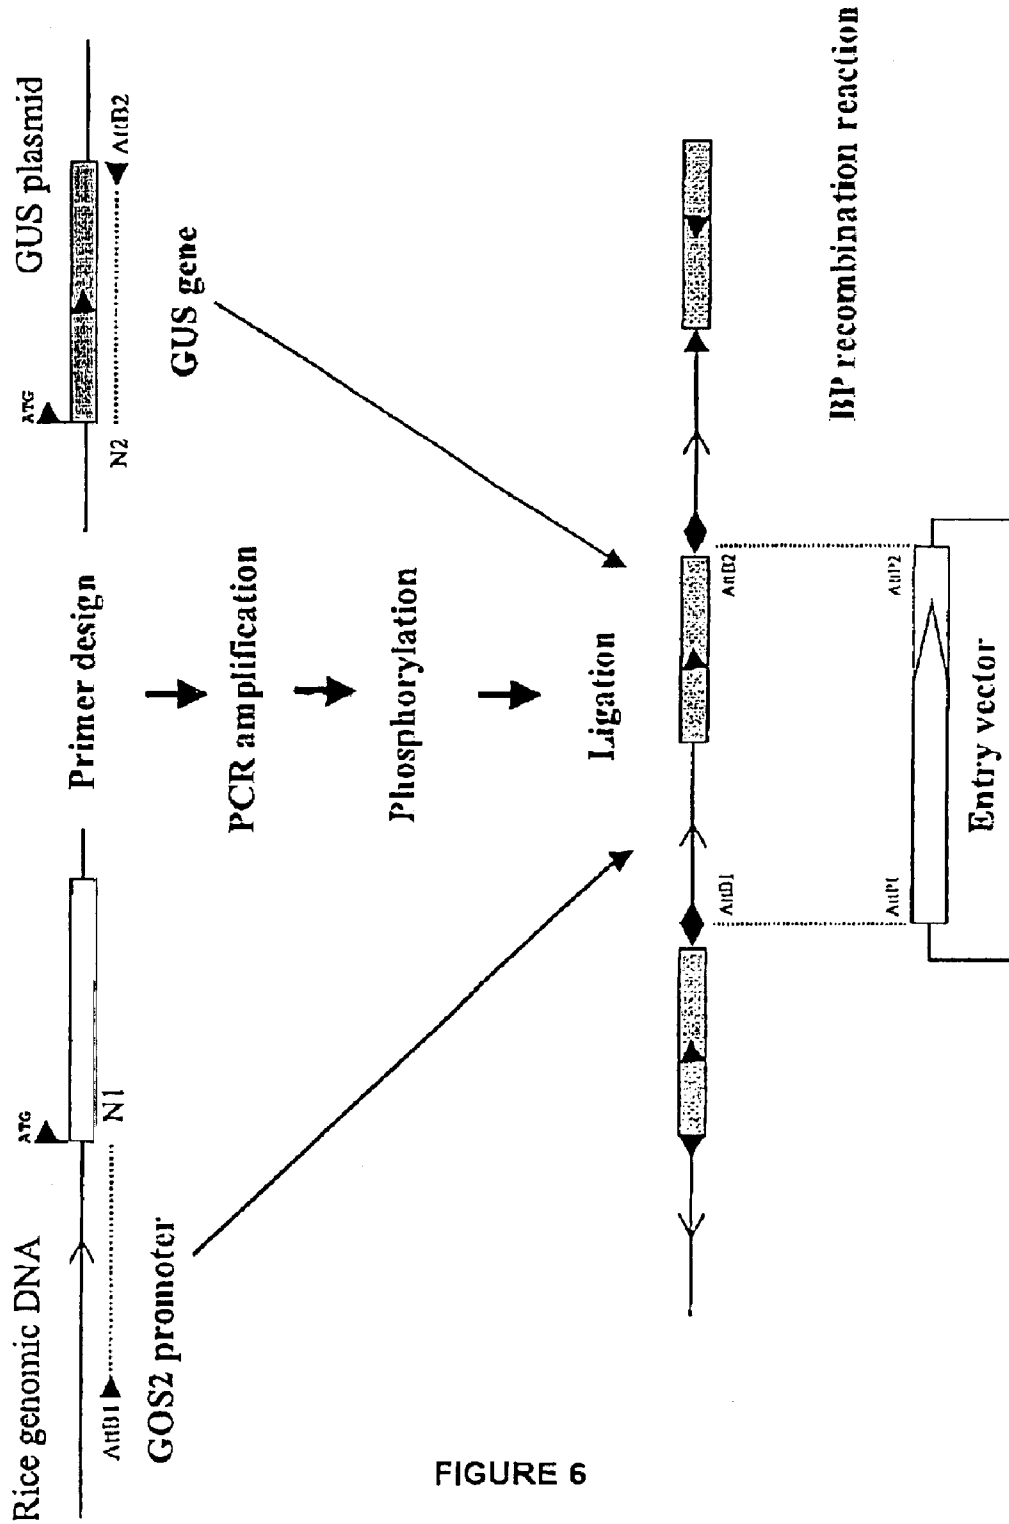 Rice genomic DNA
ATG
N1
AttB1
GOS2 promoter
Primer design
PCR amplification
Phosphorylation
Ligation
GUS plasmid
ATG
N2
AttB2
GUS gene
AttB1
AttB2
BP recombination reaction
AttP1
AttP2
Entry vector
FIGURE 6